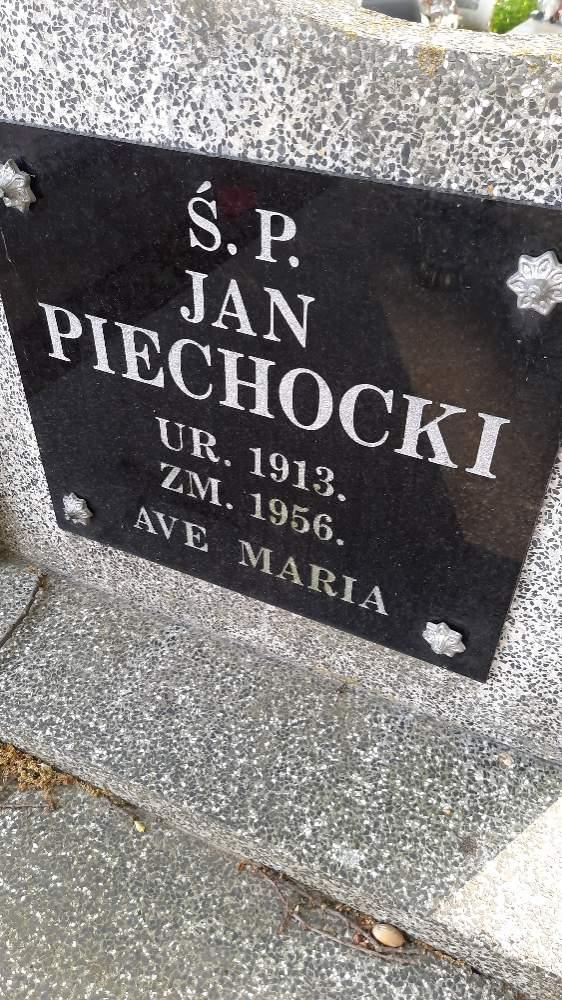 Ś. P.
JAN
PIECHOCKI
UR. 1913.
ZM. 1956.
AVE MARIA